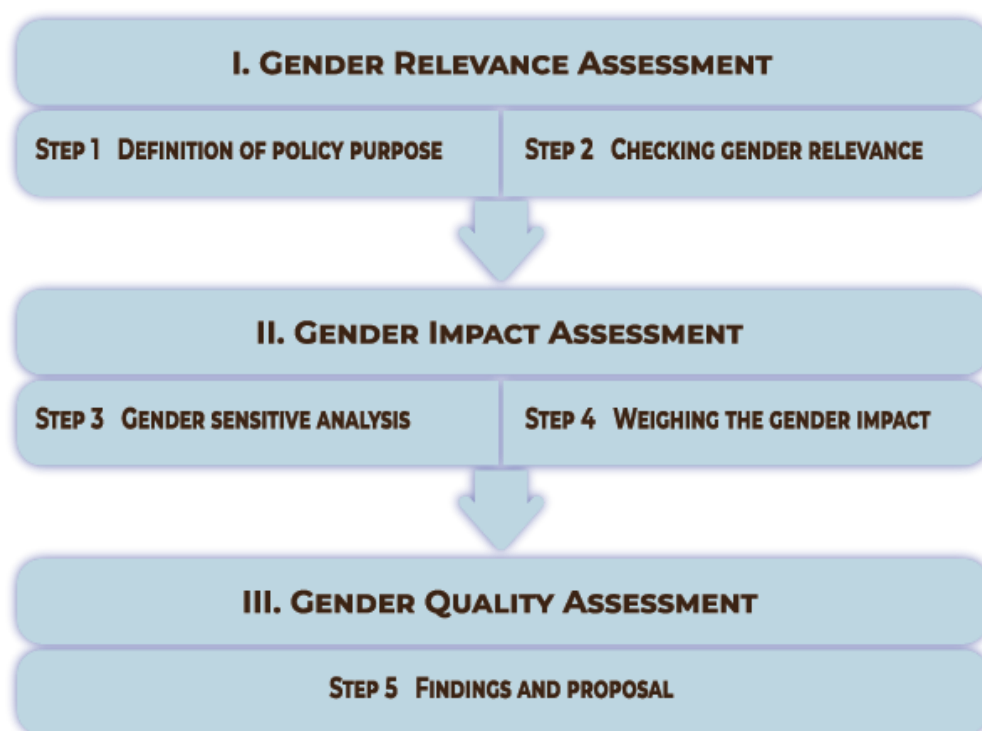 I. Gender Relevance Assessment
Step 1 Definition of policy purpose
Step 2 Checking gender relevance
II. Gender Impact Assessment
Step 3 Gender sensitive analysis
Step 4 Weighing the gender impact
III. Gender Quality Assessment
Step 5 Findings and proposal